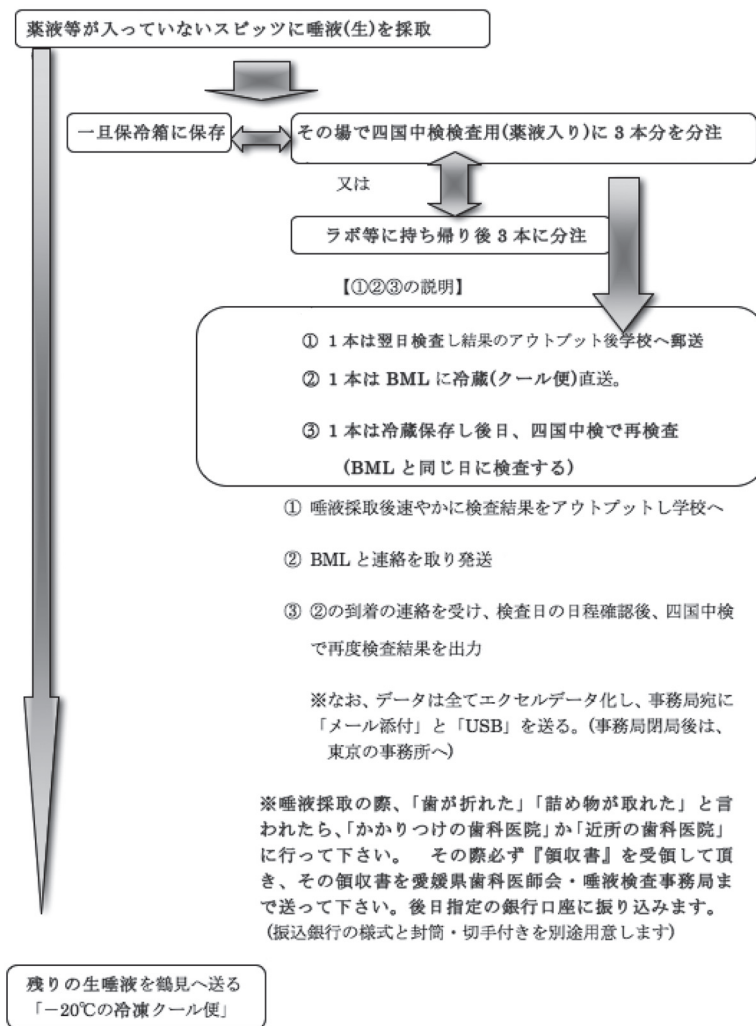 薬液等が入っていないスピッツに唾液(生)を採取
一旦保冷箱に保存
その場で四国中検検査用(薬液入り)に 3 本分を分注
又は
ラボ等に持ち帰り後 3 本に分注
【①②③の説明】
① 1 本は翌日検査し結果のアウトプット後学校へ郵送
② 1 本は BML に冷蔵(クール便)直送。
③ 1 本は冷蔵保存し後日、四国中検で再検査
(BML と同じ日に検査する)
① 唾液採取後速やかに検査結果をアウトプットし学校へ
② BML と連絡を取り発送
③ ②の到着の連絡を受け、検査日の日程確認後、四国中検
で再度検査結果を出力
※なお、データは全てエクセルデータ化し、事務局宛に
「メール添付」と「USB」を送る。(事務局閉局後は、
東京の事務所へ)
※唾液採取の際、「歯が折れた」「詰め物が取れた」と言
われたら、「かかりつけの歯科医院」か「近所の歯科医院」
に行って下さい。　その際必ず『領収書』を受領して頂
き、その領収書を愛媛県歯科医師会・唾液検査事務局ま
で送って下さい。後日指定の銀行口座に振り込みます。
(振込銀行の様式と封筒・切手付きを別途用意します)
残りの生唾液を鶴見へ送る
「－20℃の冷凍クール便」